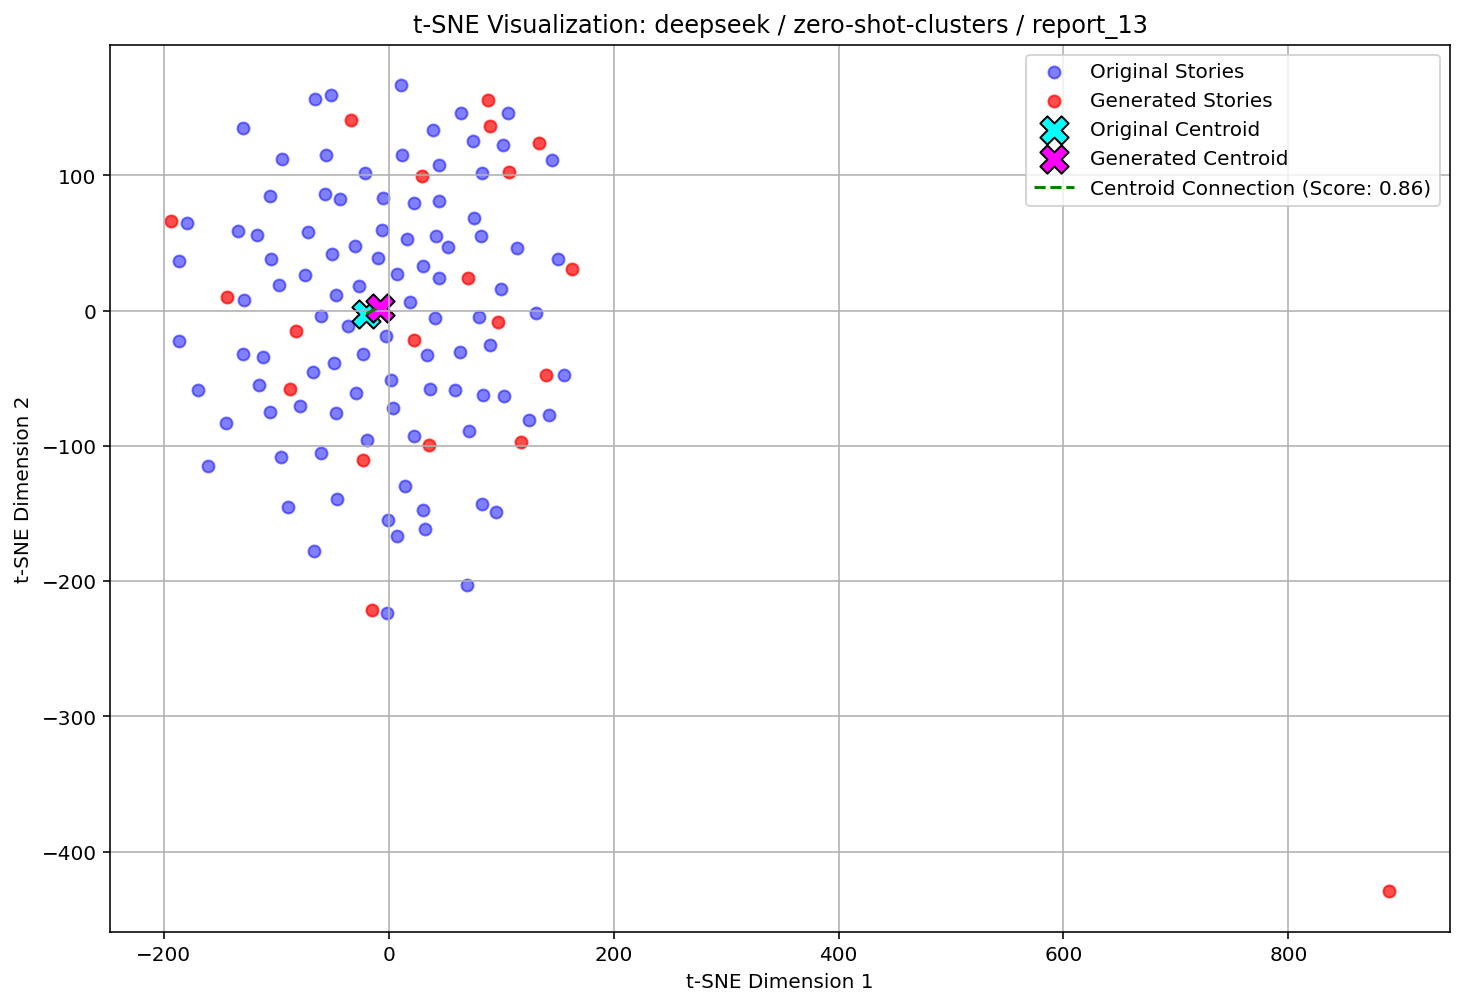 t-SNE Visualization: deepseek / zero-shot-clusters / report_13
Original Stories
Generated Stories
Original Centroid
Generated Centroid
Centroid Connection (Score: 0.86)
t-SNE Dimension 2
100
0
−100
−200
−300
−400
−200
0
200
400
600
800
t-SNE Dimension 1